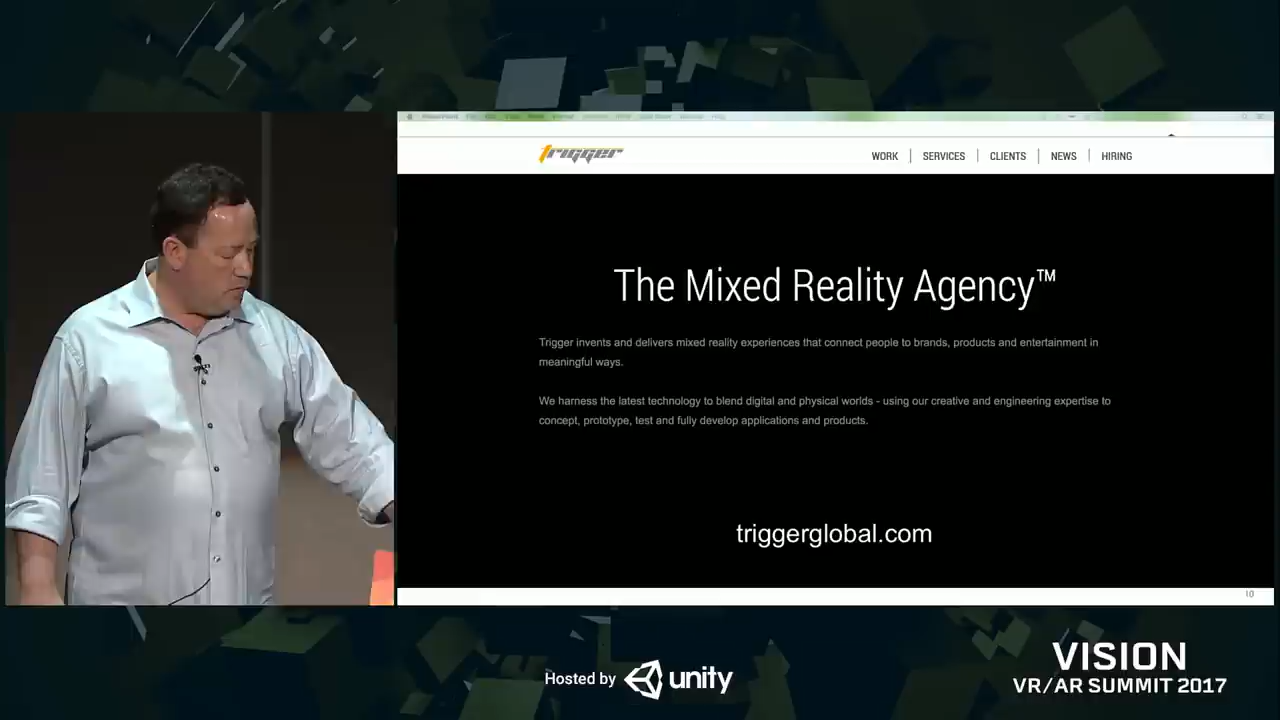 trigger
WORK | SERVICES | CLIENTS | NEWS | HIRING
The Mixed Reality Agency™
Trigger invents and delivers mixed reality experiences that connect people to brands, products and entertainment in
meaningful ways.
We harness the latest technology to blend digital and physical worlds - using our creative and engineering expertise to
concept, prototype, test and fully develop applications and products.
triggerglobal.com
10
Hosted by unity
VISION
VR/AR SUMMIT 2017